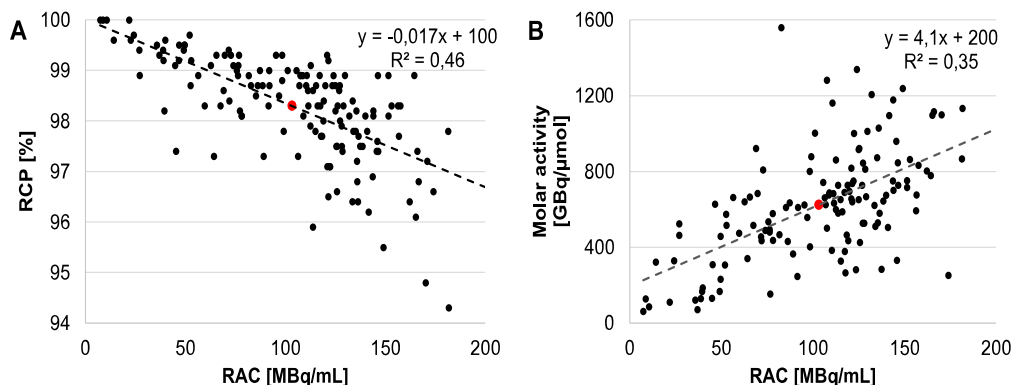 A
y = -0,017x + 100
R² = 0,46
100
99
98
97
96
95
94
RCP [%]
0
50
100
150
200
RAC [MBq/mL]
B
y = 4,1x + 200
R² = 0,35
1600
1200
800
400
0
Molar activity
[GBq/µmol]
0
50
100
150
200
RAC [MBq/mL]